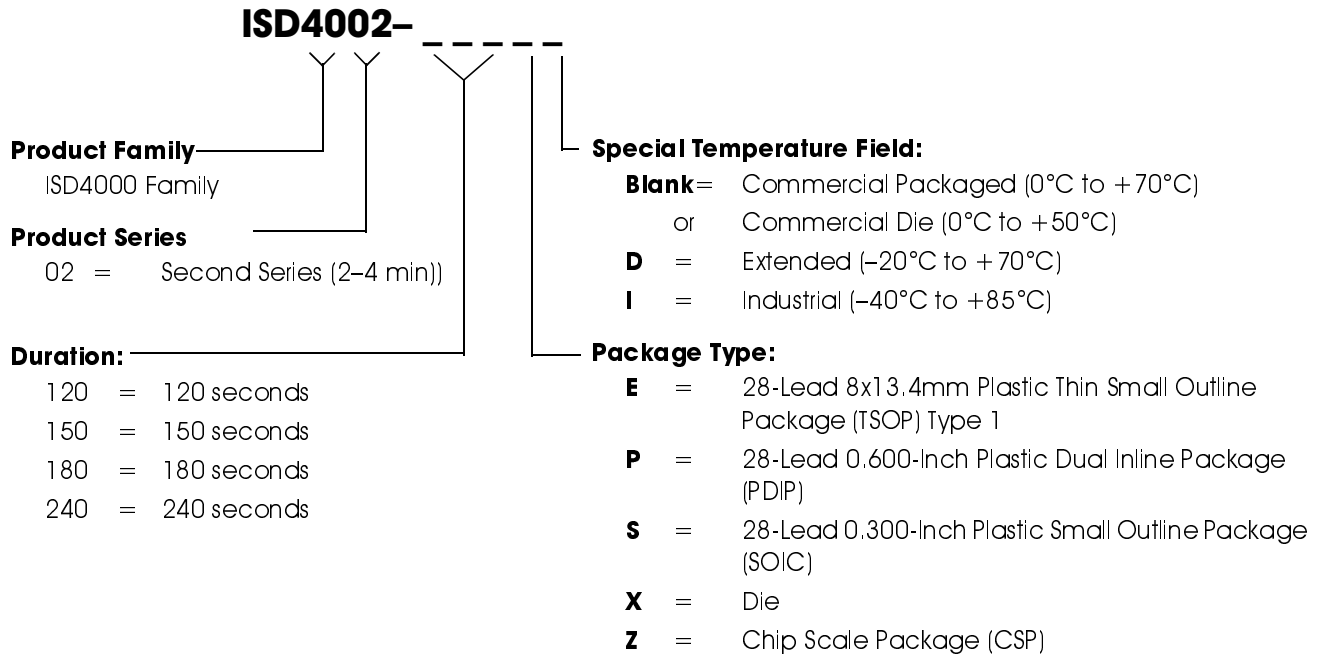 ISD4002– _ _ _ _ _
Product Family
ISD4000 Family
Product Series
02 = Second Series (2–4 min))
Duration:
120 = 120 seconds
150 = 150 seconds
180 = 180 seconds
240 = 240 seconds
Special Temperature Field:
Blank= Commercial Packaged (0°C to +70°C)
or Commercial Die (0°C to +50°C)
D = Extended (–20°C to +70°C)
I = Industrial (–40°C to +85°C)
Package Type:
E = 28-Lead 8x13.4mm Plastic Thin Small Outline
Package (TSOP) Type 1
P = 28-Lead 0.600-Inch Plastic Dual Inline Package
(PDIP)
S = 28-Lead 0.300-Inch Plastic Small Outline Package
(SOIC)
X = Die
Z = Chip Scale Package (CSP)